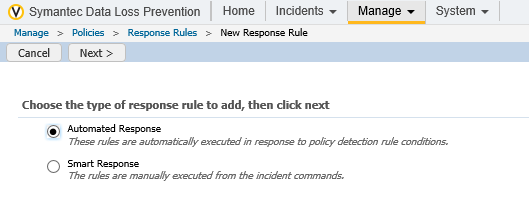 Symantec Data Loss Prevention Home Incidents Manage System
Manage > Policies > Response Rules > New Response Rule
Cancel Next >
Choose the type of response rule to add, then click next
Automated Response
These rules are automatically executed in response to policy detection rule conditions.
Smart Response
The rules are manually executed from the incident commands.